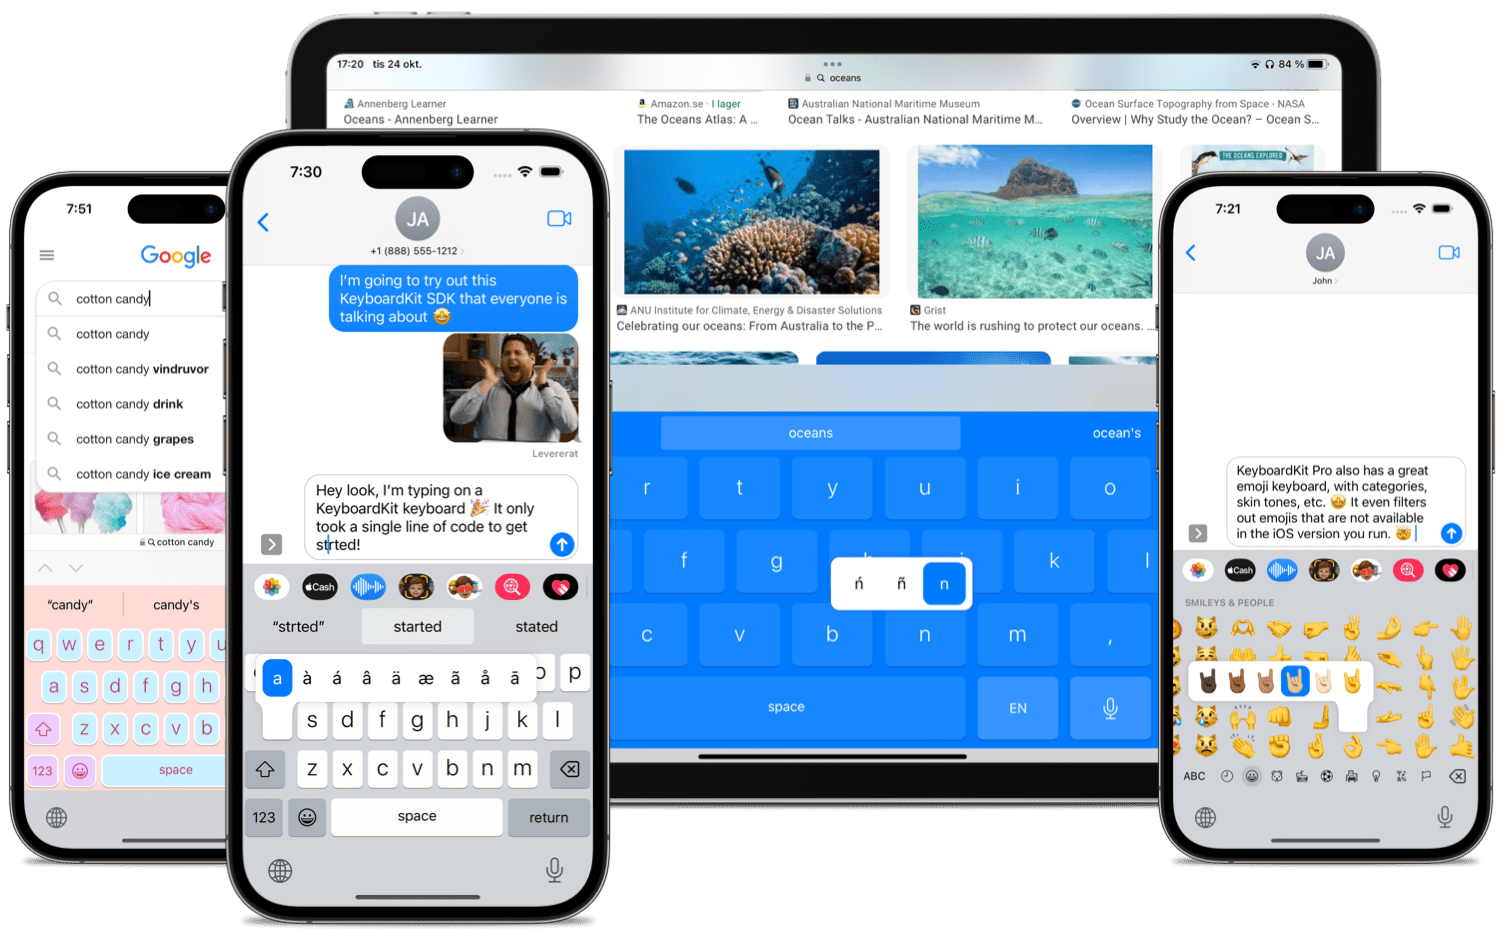 7:51
Google
cotton candy
cotton candy
cotton candy vindruvor
cotton candy drink
cotton candy grapes
cotton candy ice cream
cotton candy
“candy” candy's
q w e r t y u
a s d f g h
z x c v b
123 space
7:30
JA
+1 (888) 555-1212
I'm going to try out this
KeyboardKit SDK that everyone is
talking about 🤩
Levererat
Hey look, I'm typing on a
KeyboardKit keyboard 🎉 It only
took a single line of code to get
strted!
Cash
“strted” started stated
o p
a à á â ä æ ã å ā
s d f g h j k l
z x c v b n m
123 space return
17:20 tis 24 okt.
84 %
oceans
Annenberg Learner
Oceans - Annenberg Learner
Amazon.se · I lager
The Oceans Atlas: A ...
Australian National Maritime Museum
Ocean Talks - Australian National Maritime M...
Ocean Surface Topography from Space - NASA
Overview | Why Study the Ocean? – Ocean S...
THE OCEANS EXPLORED
ANU Institute for Climate, Energy & Disaster Solutions
Celebrating our oceans: From Australia to the P...
Grist
The world is rushing to protect our oceans. ...
oceans ocean's
r t y u i o
f g h j k l
ń ñ n
c v b n m ,
space EN
7:21
JA
John
KeyboardKit Pro also has a great
emoji keyboard, with categories,
skin tones, etc. 🤩 It even filters
out emojis that are not available
in the iOS version you run. 🤯
Cash
SMILEYS & PEOPLE
ABC